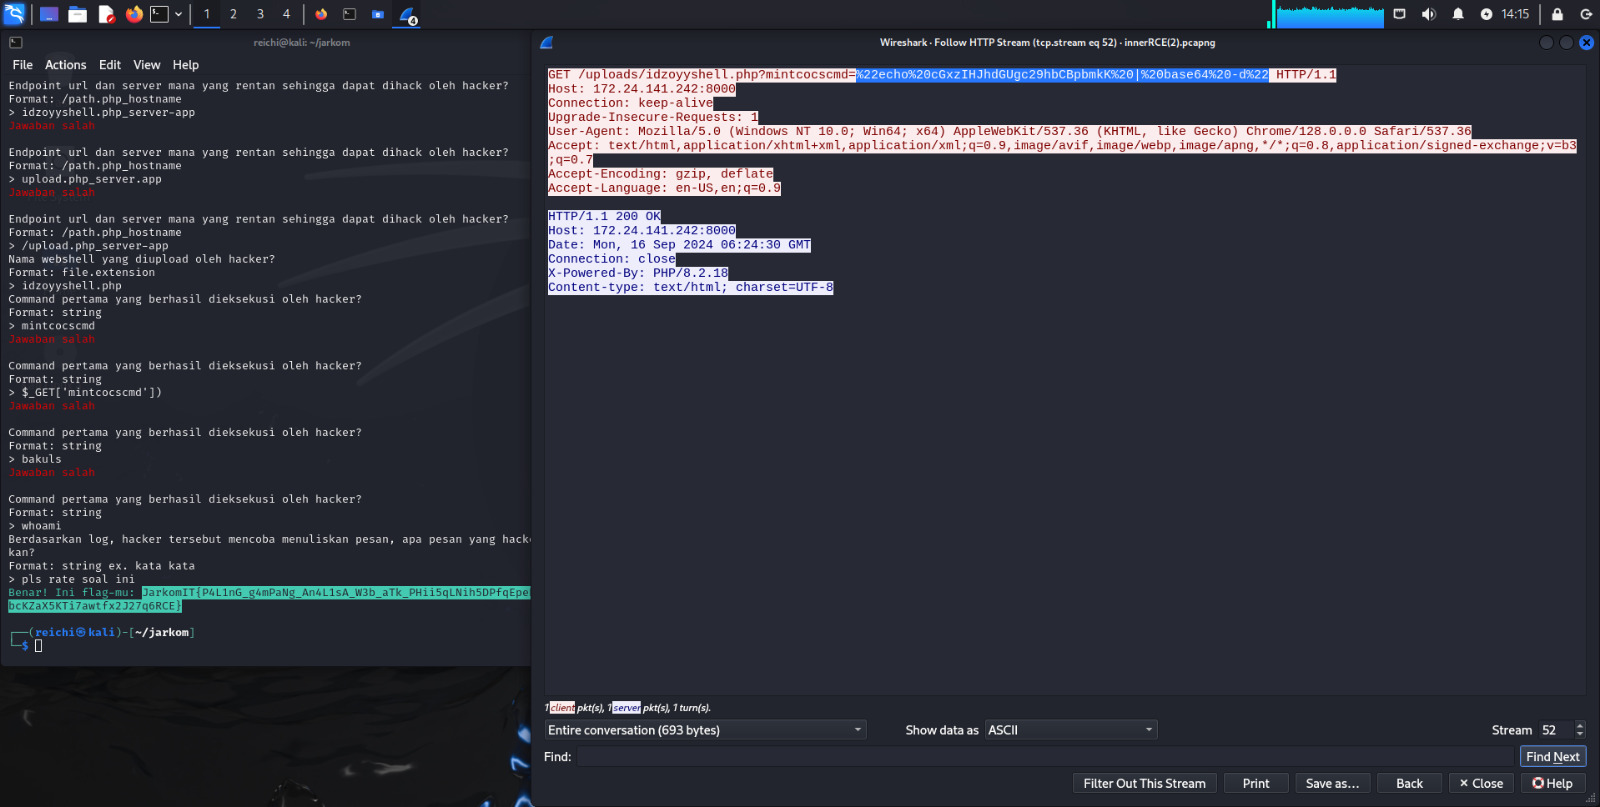 1 2 3 4
4
14:15
reichi@kali: ~/jarkom
File Actions Edit View Help
Endpoint url dan server mana yang rentan sehingga dapat dihack oleh hacker?
Format: /path.php_hostname
> idzoyyshell.php_server-app
Jawaban salah
Endpoint url dan server mana yang rentan sehingga dapat dihack oleh hacker?
Format: /path.php_hostname
> upload.php_server.app
Jawaban salah
Endpoint url dan server mana yang rentan sehingga dapat dihack oleh hacker?
Format: /path.php_hostname
> /upload.php_server-app
Nama webshell yang diupload oleh hacker?
Format: file.extension
> idzoyyshell.php
Command pertama yang berhasil dieksekusi oleh hacker?
Format: string
> mintcocscmd
Jawaban salah
Command pertama yang berhasil dieksekusi oleh hacker?
Format: string
> $_GET['mintcocscmd'])
Jawaban salah
Command pertama yang berhasil dieksekusi oleh hacker?
Format: string
> bakuls
Jawaban salah
Command pertama yang berhasil dieksekusi oleh hacker?
Format: string
> whoami
Berdasarkan log, hacker tersebut mencoba menuliskan pesan, apa pesan yang hack
kan?
Format: string ex. kata kata
> pls rate soal ini
Benar! Ini flag-mu: JarkomIT{P4L1nG_g4mPaNg_An4L1sA_W3b_aTk_PHii5qLNih5DPfqEpe
bcKZaX5KTi7awtfx2J27q6RCE}
┌──(reichi㉿kali)-[~/jarkom]
└─$
Wireshark · Follow HTTP Stream (tcp.stream eq 52) · innerRCE(2).pcapng
GET /uploads/idzoyyshell.php?mintcocscmd=%22echo%20cGxzIHJhdGUgc29hbCBpbmkK%20|%20base64%20-d%22 HTTP/1.1
Host: 172.24.141.242:8000
Connection: keep-alive
Upgrade-Insecure-Requests: 1
User-Agent: Mozilla/5.0 (Windows NT 10.0; Win64; x64) AppleWebKit/537.36 (KHTML, like Gecko) Chrome/128.0.0.0 Safari/537.36
Accept: text/html,application/xhtml+xml,application/xml;q=0.9,image/avif,image/webp,image/apng,*/*;q=0.8,application/signed-exchange;v=b3
;q=0.7
Accept-Encoding: gzip, deflate
Accept-Language: en-US,en;q=0.9
HTTP/1.1 200 OK
Host: 172.24.141.242:8000
Date: Mon, 16 Sep 2024 06:24:30 GMT
Connection: close
X-Powered-By: PHP/8.2.18
Content-type: text/html; charset=UTF-8
1 client pkt(s), 1 server pkt(s), 1 turn(s).
Entire conversation (693 bytes) Show data as ASCII Stream 52
Find: Find Next
Filter Out This Stream Print Save as… Back × Close Help